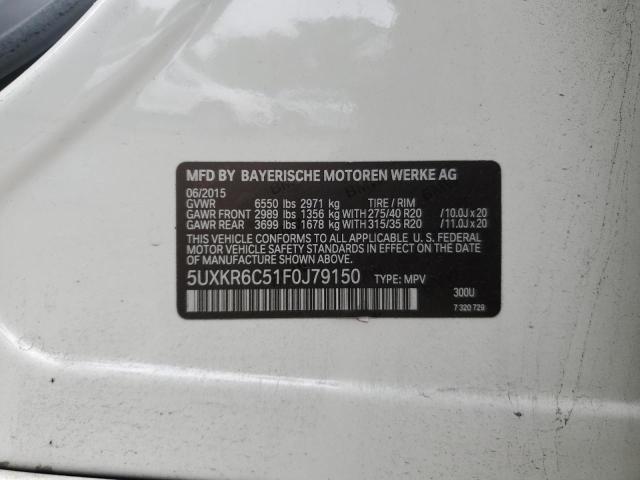 MFD BY BAYERISCHE MOTOREN WERKE AG
06/2015
GVWR 6550 lbs 2971 kg TIRE / RIM
GAWR FRONT 2989 lbs 1356 kg WITH 275/40 R20 /10.0J x 20
GAWR REAR 3699 lbs 1678 kg WITH 315/35 R20 /11.0J x 20
THIS VEHICLE CONFORMS TO ALL APPLICABLE U. S. FEDERAL MOTOR
VEHICLE SAFETY STANDARDS IN EFFECT ON THE DATE OF
MANUFACTURE SHOWN ABOVE.
5UXKR6C51F0J79150 TYPE: MPV
300U
7 320 729